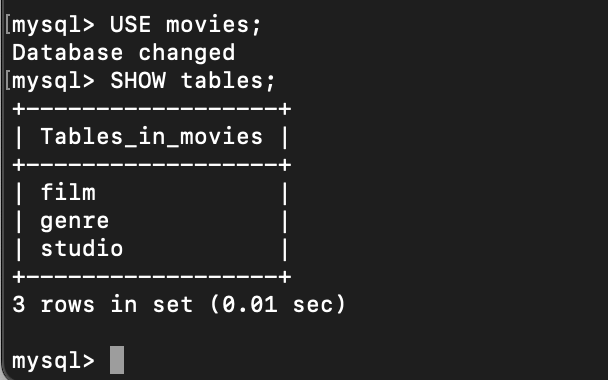 [mysql> USE movies;
Database changed
[mysql> SHOW tables;
+------------------+
| Tables_in_movies |
+------------------+
| film             |
| genre            |
| studio           |
+------------------+
3 rows in set (0.01 sec)
mysql>